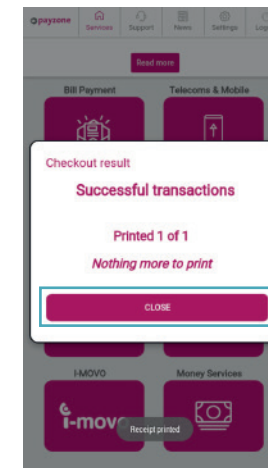 payzone
Services Support News Settings Log
Read more
Bill Payment Telecoms & Mobile
Checkout result
Successful transactions
Printed 1 of 1
Nothing more to print
CLOSE
I-MOVO Money Services
i-movo
Receipt printed